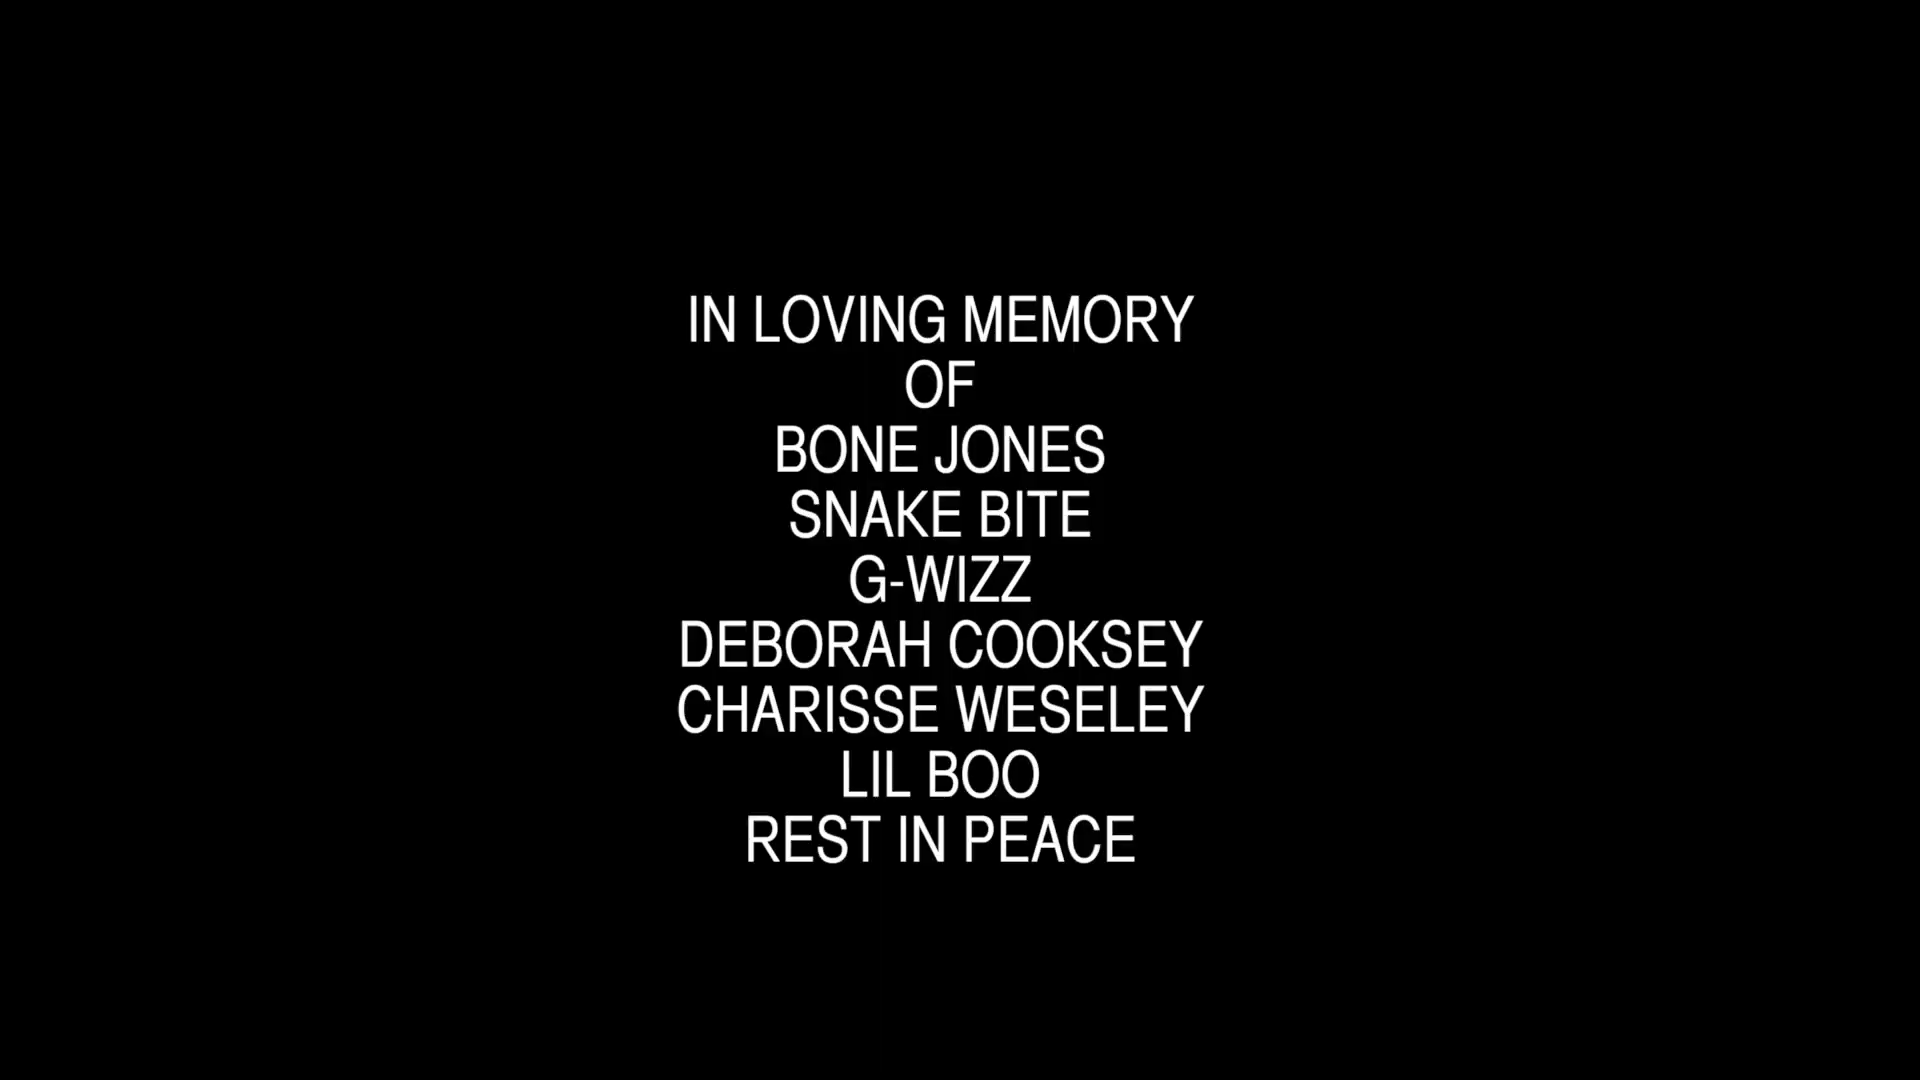 IN LOVING MEMORY
OF
BONE JONES
SNAKE BITE
G-WIZZ
DEBORAH COOKSEY
CHARISSE WESELEY
LIL BOO
REST IN PEACE